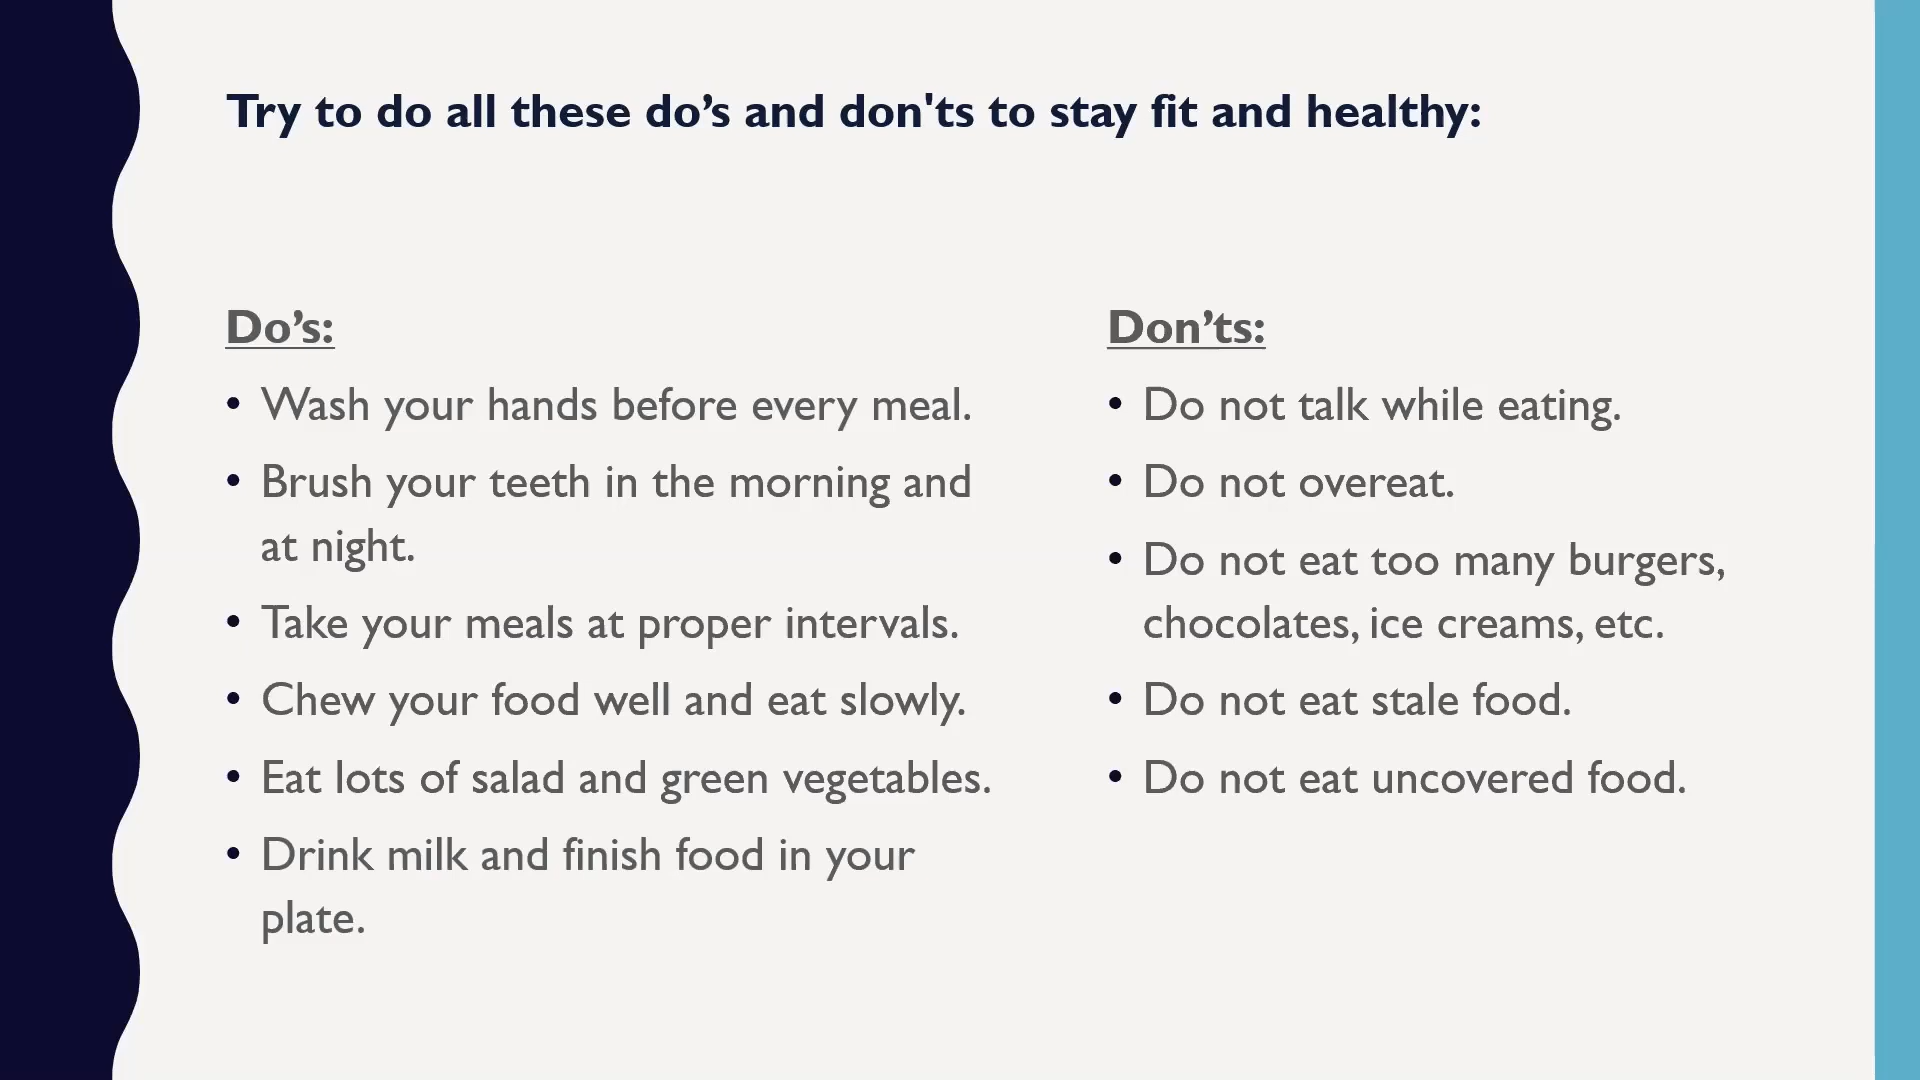 Try to do all these do’s and don'ts to stay fit and healthy:
Do’s:
• Wash your hands before every meal.
• Brush your teeth in the morning and
at night.
• Take your meals at proper intervals.
• Chew your food well and eat slowly.
• Eat lots of salad and green vegetables.
• Drink milk and finish food in your
plate.
Don’ts:
• Do not talk while eating.
• Do not overeat.
• Do not eat too many burgers,
chocolates, ice creams, etc.
• Do not eat stale food.
• Do not eat uncovered food.